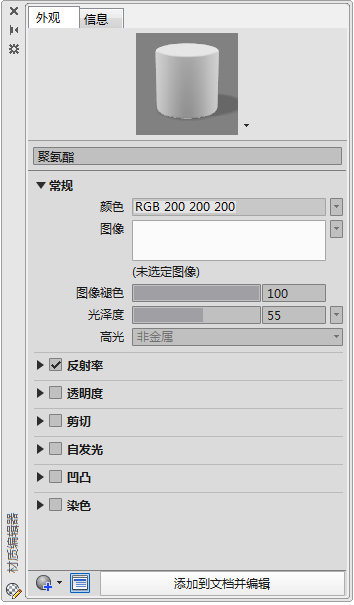 外观 信息
聚氨酯
常规
颜色 RGB 200 200 200
图像
(未选定图像)
图像褪色 100
光泽度 55
高光 非金属
反射率
透明度
剪切
自发光
凹凸
染色
材质编辑器
添加到文档并编辑